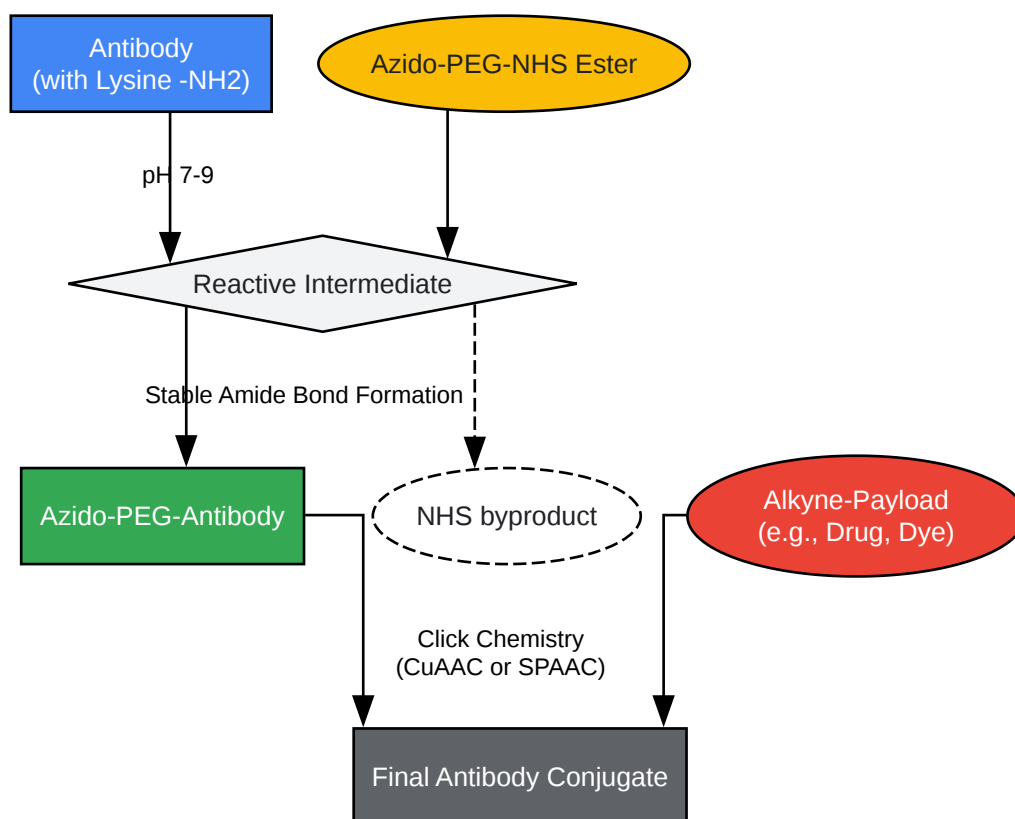 Antibody
(with Lysine -NH2)
Azido-PEG-NHS Ester
pH 7-9
Reactive Intermediate
Stable Amide Bond Formation
Azido-PEG-Antibody
NHS byproduct
Alkyne-Payload
(e.g., Drug, Dye)
Click Chemistry
(CuAAC or SPAAC)
Final Antibody Conjugate